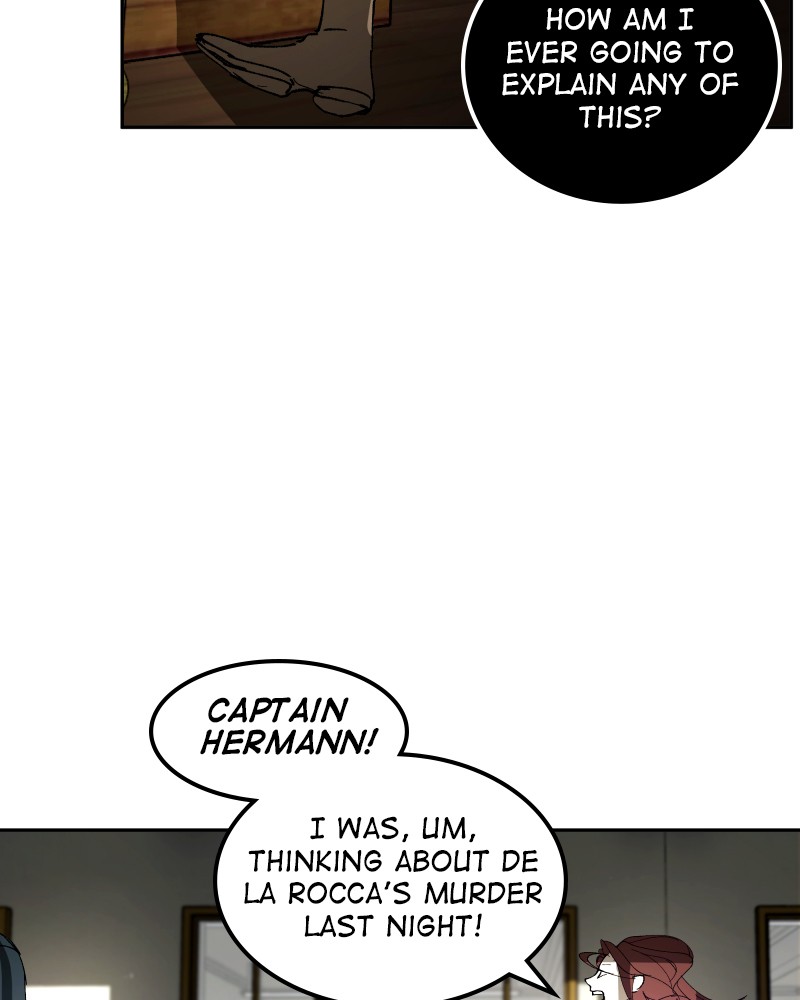 HOW AM I
EVER GOING TO
EXPLAIN ANY OF
THIS?
CAPTAIN
HERMANN!
I WAS, UM,
THINKING ABOUT DE
LA ROCCA'S MURDER
LAST NIGHT!